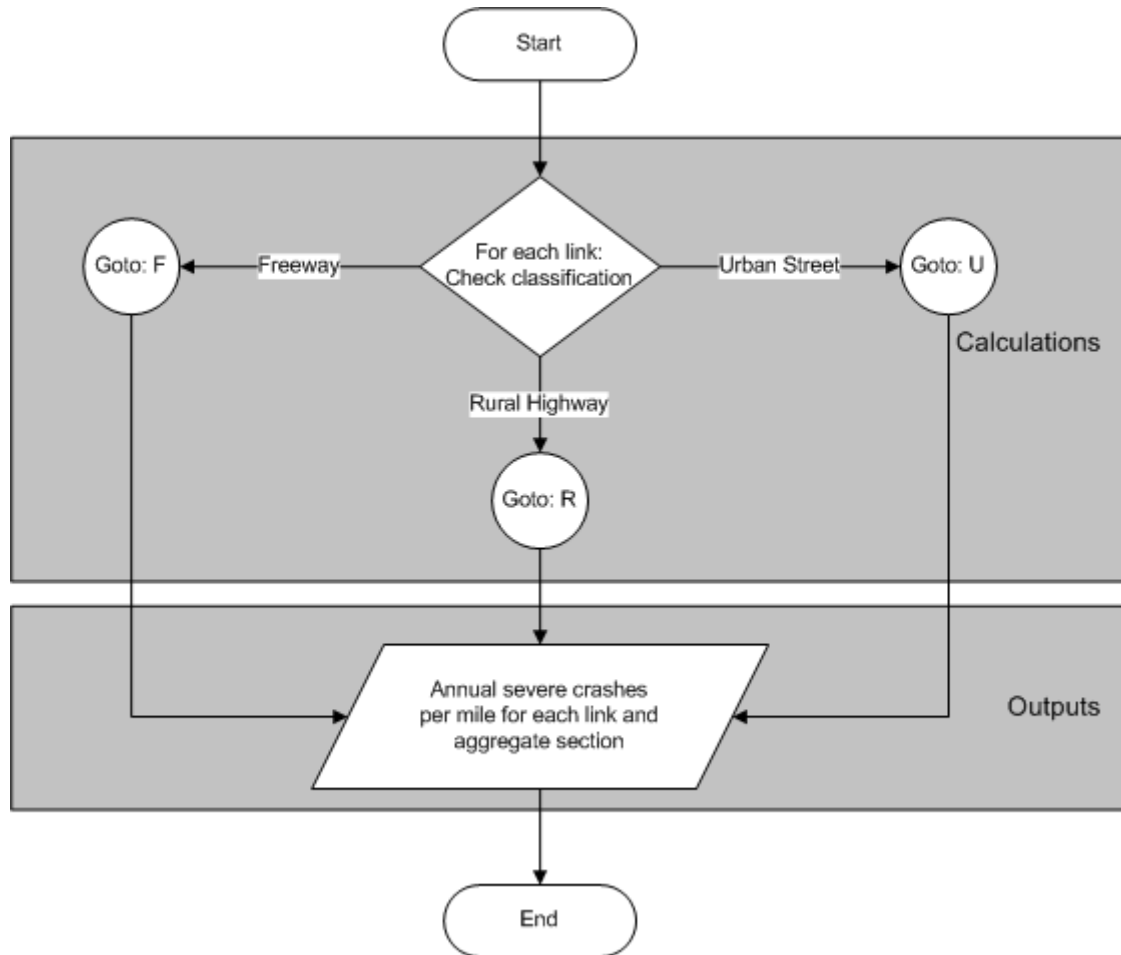 Start
For each link:
Check classification
Goto: F
Freeway
Urban Street
Goto: U
Calculations
Rural Highway
Goto: R
Annual severe crashes
per mile for each link and
aggregate section
Outputs
End